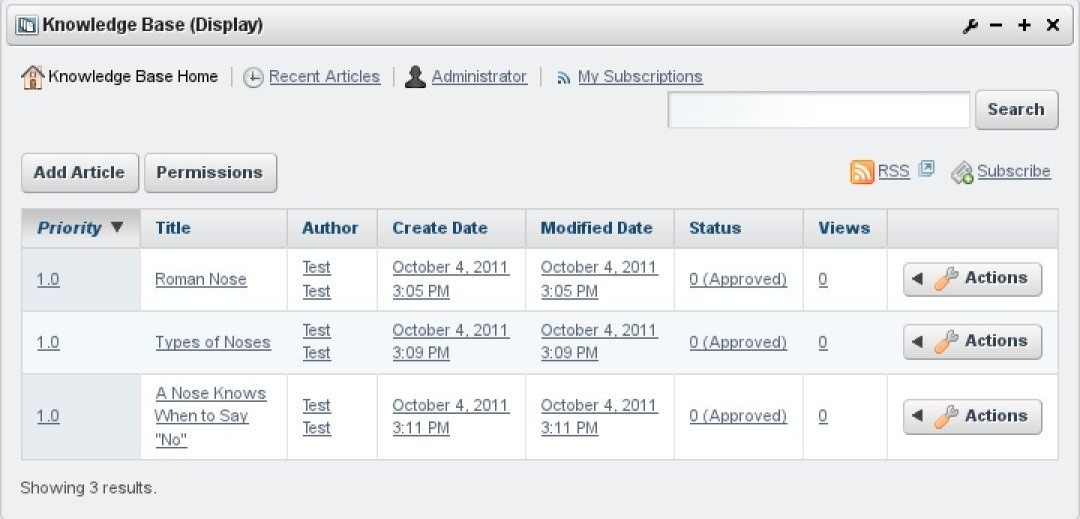 Knowledge Base (Display)
Knowledge Base Home | Recent Articles | Administrator | My Subscriptions
Search
Add Article Permissions RSS Subscribe
Priority ▼ Title Author Create Date Modified Date Status Views
1.0 Roman Nose Test Test October 4, 2011 3:05 PM October 4, 2011 3:05 PM 0 (Approved) 0 Actions
1.0 Types of Noses Test Test October 4, 2011 3:09 PM October 4, 2011 3:09 PM 0 (Approved) 0 Actions
1.0 A Nose Knows When to Say "No" Test Test October 4, 2011 3:11 PM October 4, 2011 3:11 PM 0 (Approved) 0 Actions
Showing 3 results.